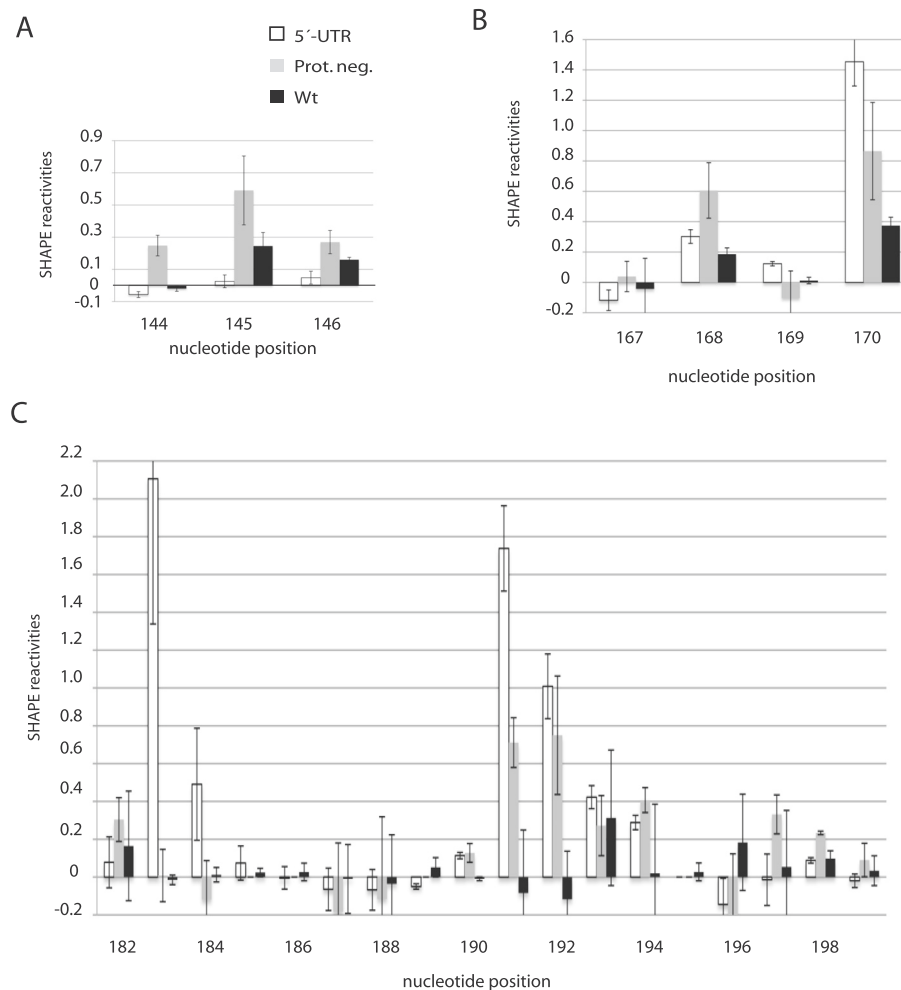 A
5´-UTR
Prot. neg.
Wt
SHAPE reactivities
0.9
0.7
0.5
0.3
0.1
0
-0.1
144 145 146
nucleotide position
B
SHAPE reactivities
1.6
1.4
1.2
1.0
0.8
0.6
0.4
0.2
0
-0.2
167 168 169 170
nucleotide position
C
SHAPE reactivities
2.2
2.0
1.8
1.6
1.4
1.2
1.0
0.8
0.6
0.4
0.2
0
-0.2
182 184 186 188 190 192 194 196 198
nucleotide position